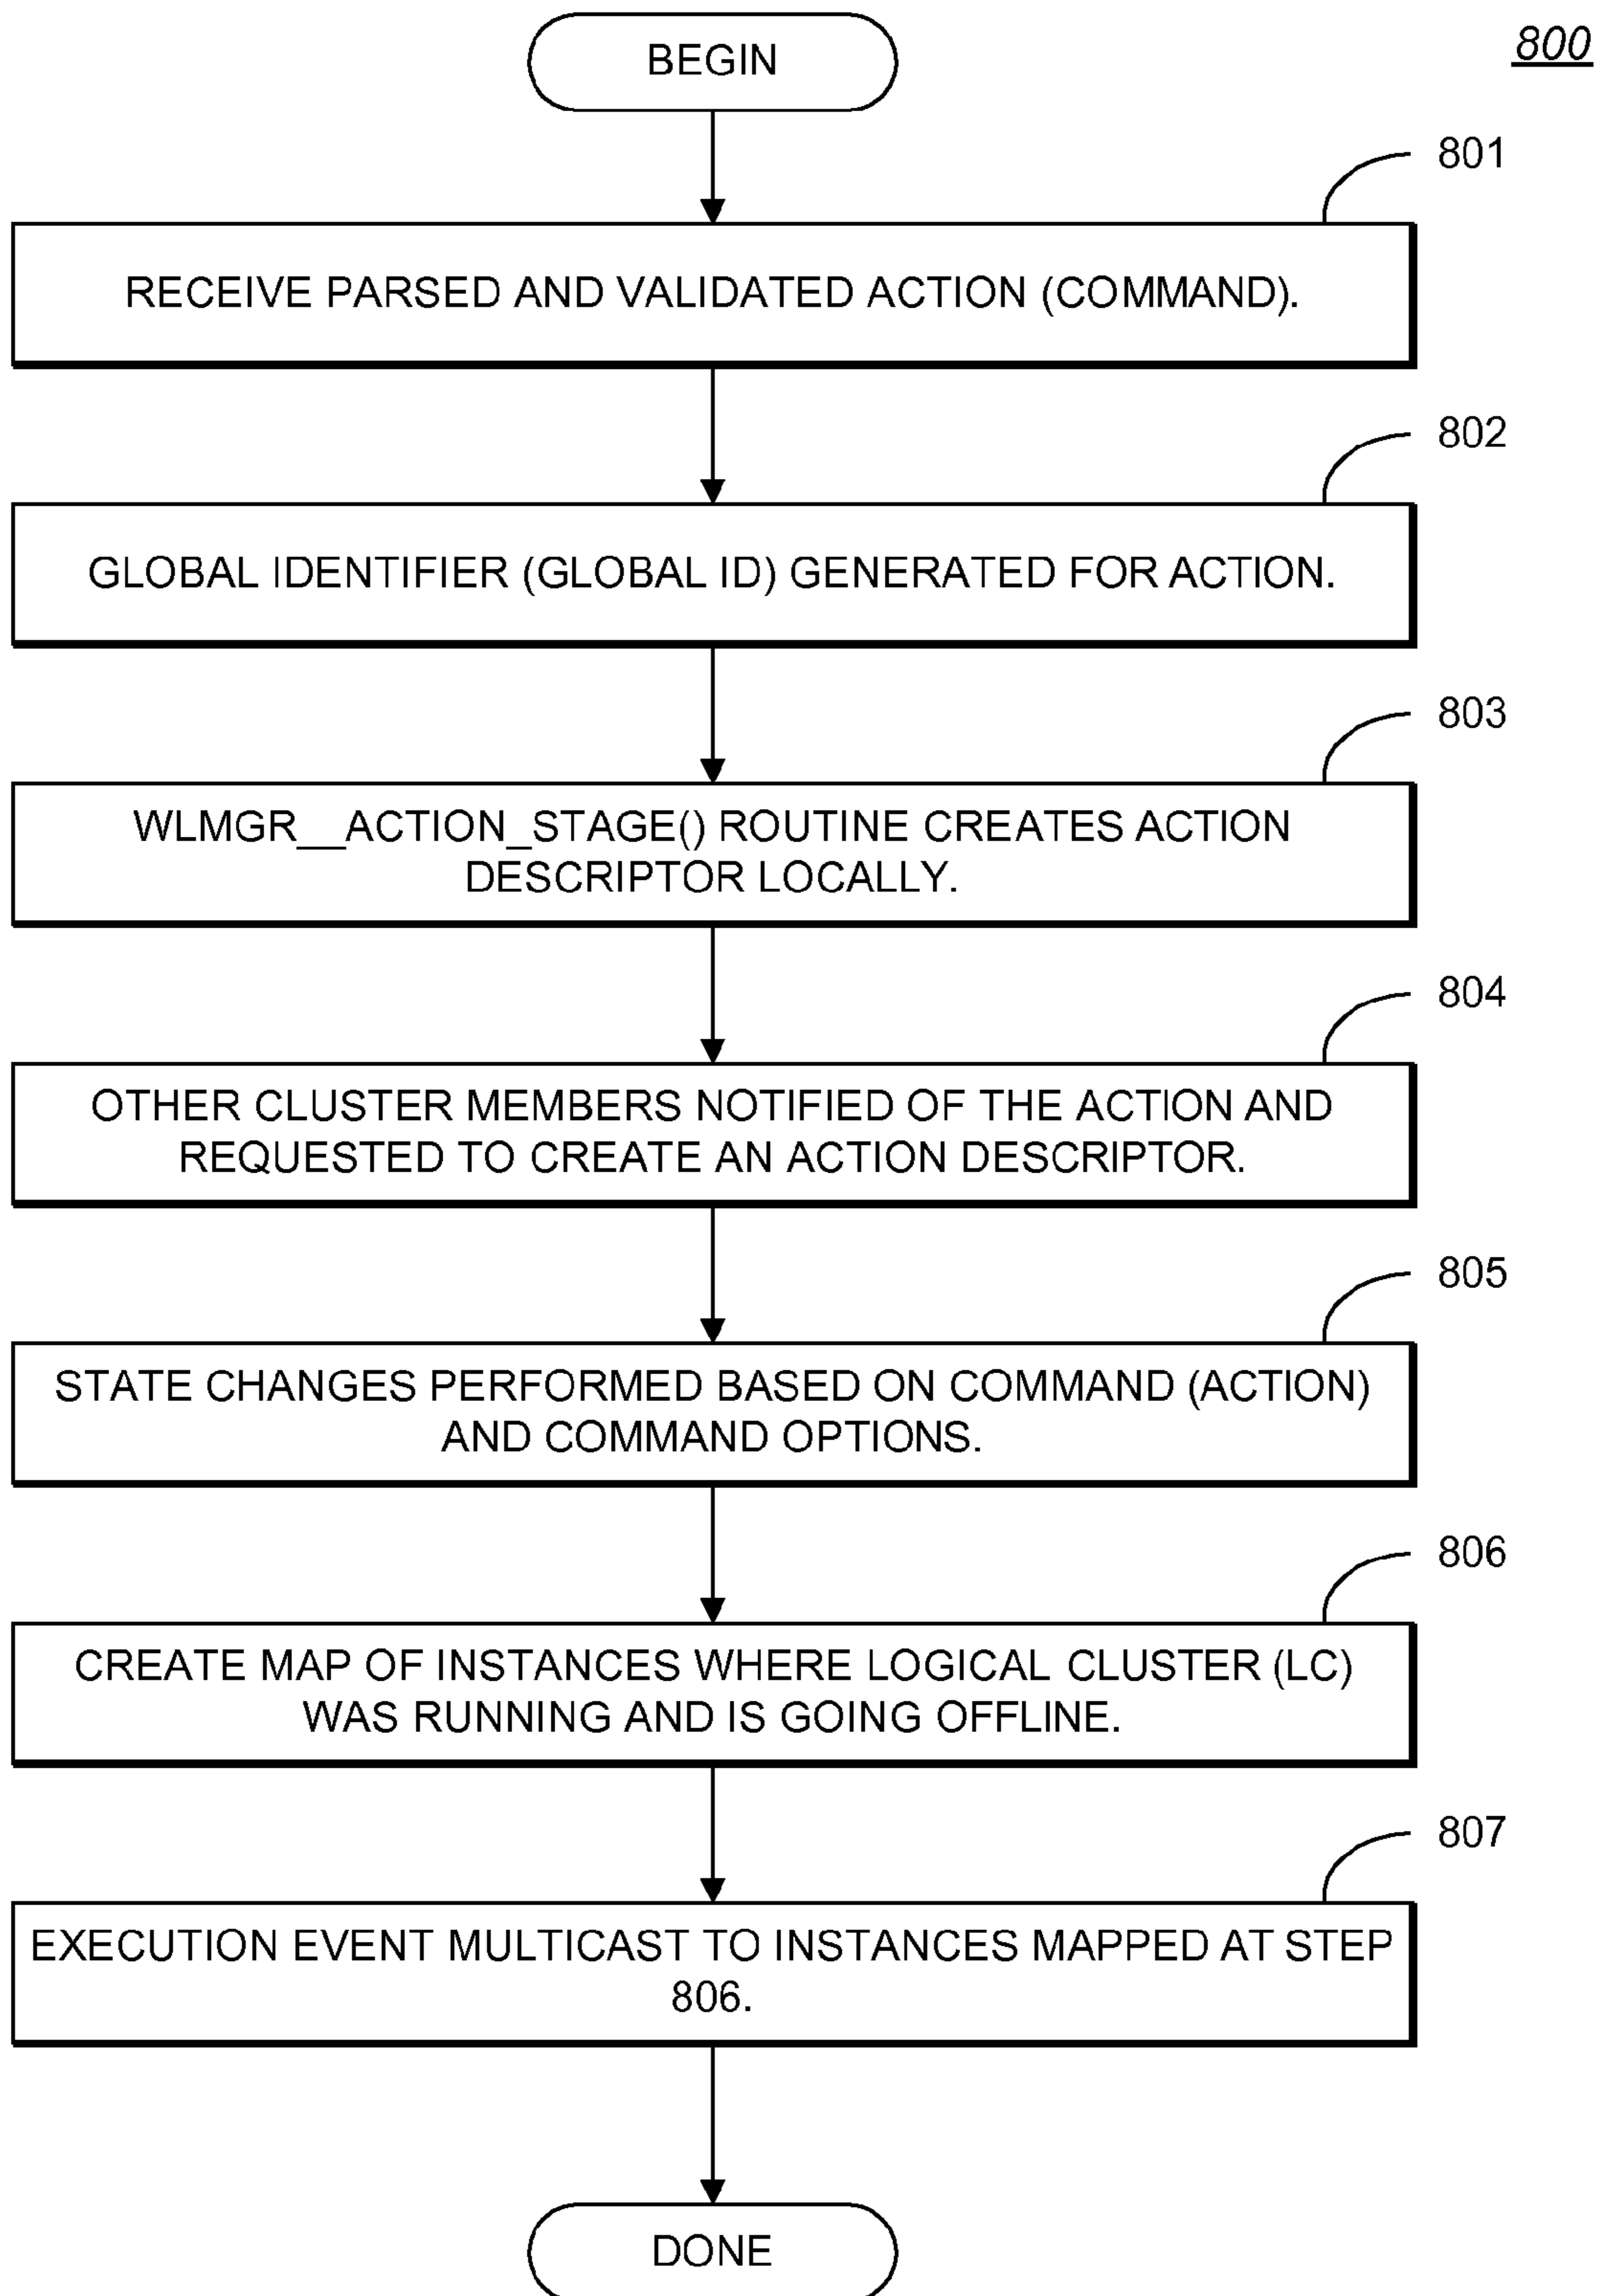 BEGIN
800
801
RECEIVE PARSED AND VALIDATED ACTION (COMMAND).
802
GLOBAL IDENTIFIER (GLOBAL ID) GENERATED FOR ACTION.
803
WLMGR__ACTION_STAGE() ROUTINE CREATES ACTION
DESCRIPTOR LOCALLY.
804
OTHER CLUSTER MEMBERS NOTIFIED OF THE ACTION AND
REQUESTED TO CREATE AN ACTION DESCRIPTOR.
805
STATE CHANGES PERFORMED BASED ON COMMAND (ACTION)
AND COMMAND OPTIONS.
806
CREATE MAP OF INSTANCES WHERE LOGICAL CLUSTER (LC)
WAS RUNNING AND IS GOING OFFLINE.
807
EXECUTION EVENT MULTICAST TO INSTANCES MAPPED AT STEP
806.
DONE